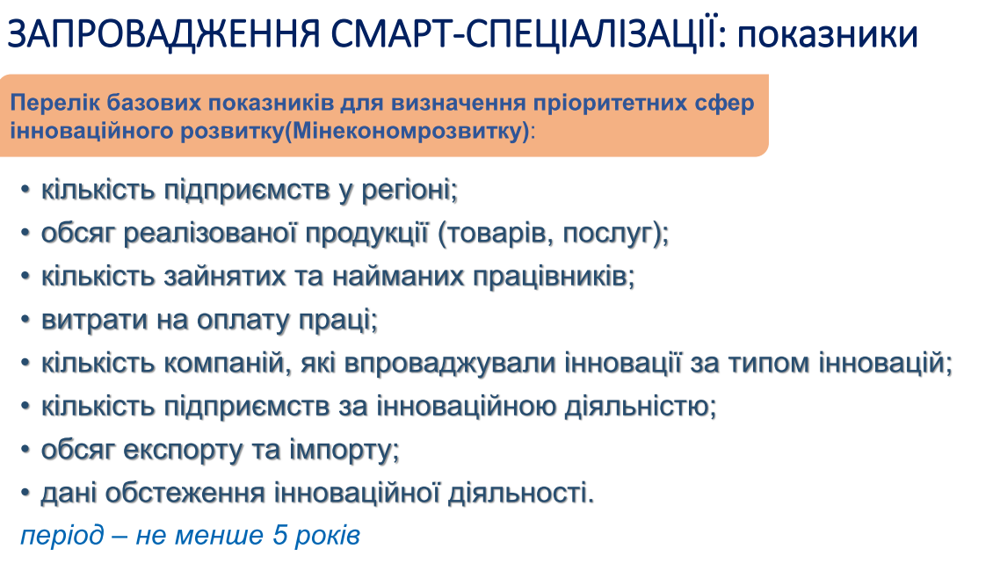 ЗАПРОВАДЖЕННЯ СМАРТ-СПЕЦІАЛІЗАЦІЇ: показники
Перелік базових показників для визначення пріоритетних сфер
інноваційного розвитку(Мінекономрозвитку):
• кількість підприємств у регіоні;
• обсяг реалізованої продукції (товарів, послуг);
• кількість зайнятих та найманих працівників;
• витрати на оплату праці;
• кількість компаній, які впроваджували інновації за типом інновацій;
• кількість підприємств за інноваційною діяльністю;
• обсяг експорту та імпорту;
• дані обстеження інноваційної діяльності.
період – не менше 5 років